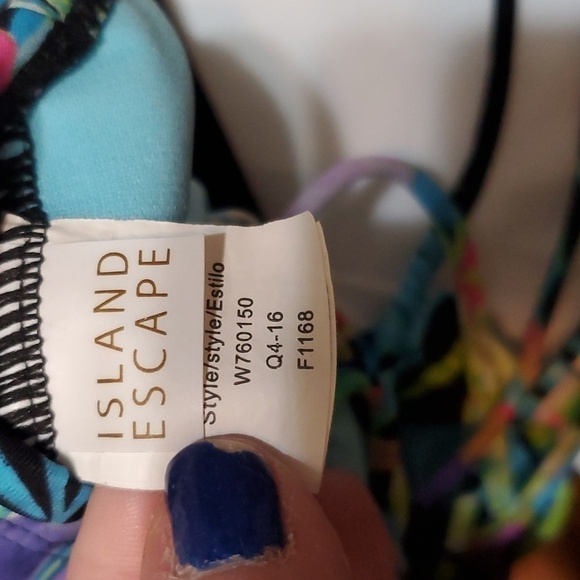 ISLAND
ESCAPE
Style/style/Estilo
W760150
Q4-16
F1168